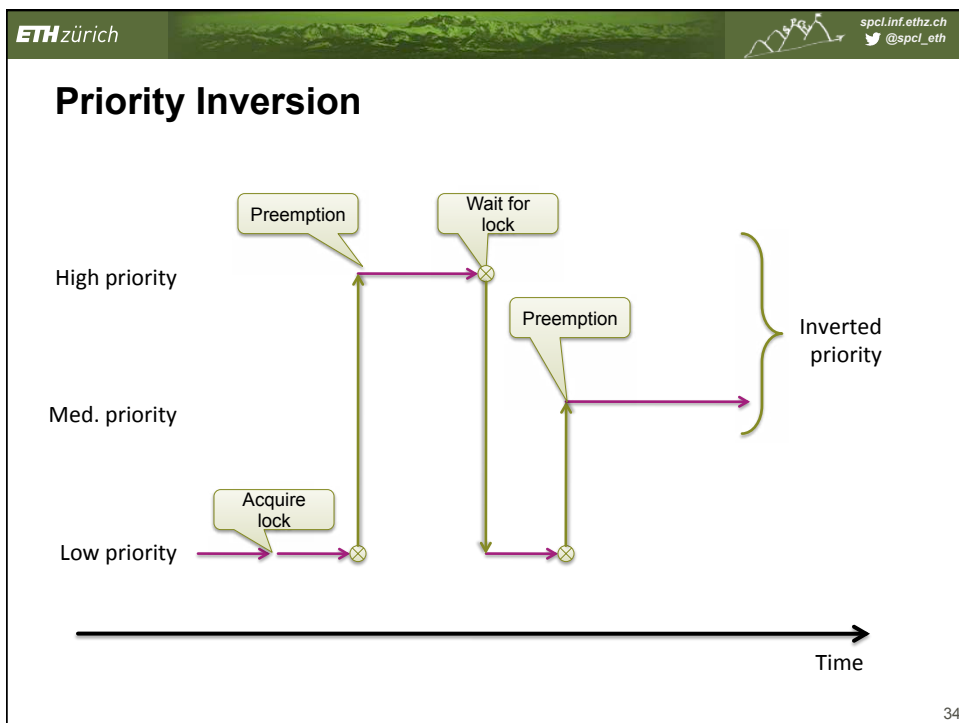 ETH zürich
spcl.inf.ethz.ch
@spcl_eth
Priority Inversion
Preemption
Wait for
lock
High priority
Preemption
Inverted
priority
Med. priority
Acquire
lock
Low priority
Time
34